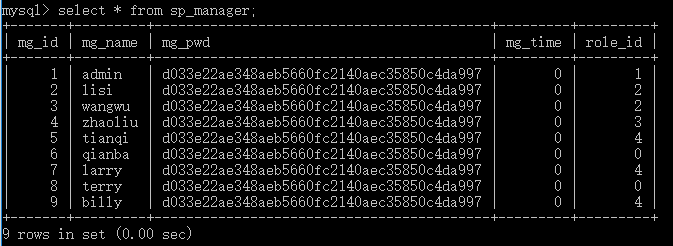 mysql> select * from sp_manager;
+-------+---------+------------------------------------------+---------+---------+
| mg_id | mg_name | mg_pwd | mg_time | role_id |
+-------+---------+------------------------------------------+---------+---------+
| 1 | admin | d033e22ae348aeb5660fc2140aec35850c4da997 | 0 | 1 |
| 2 | lisi | d033e22ae348aeb5660fc2140aec35850c4da997 | 0 | 2 |
| 3 | wangwu | d033e22ae348aeb5660fc2140aec35850c4da997 | 0 | 2 |
| 4 | zhaoliu | d033e22ae348aeb5660fc2140aec35850c4da997 | 0 | 3 |
| 5 | tianqi | d033e22ae348aeb5660fc2140aec35850c4da997 | 0 | 4 |
| 6 | qianba | d033e22ae348aeb5660fc2140aec35850c4da997 | 0 | 0 |
| 7 | larry | d033e22ae348aeb5660fc2140aec35850c4da997 | 0 | 4 |
| 8 | terry | d033e22ae348aeb5660fc2140aec35850c4da997 | 0 | 0 |
| 9 | billy | d033e22ae348aeb5660fc2140aec35850c4da997 | 0 | 4 |
+-------+---------+------------------------------------------+---------+---------+
9 rows in set (0.00 sec)